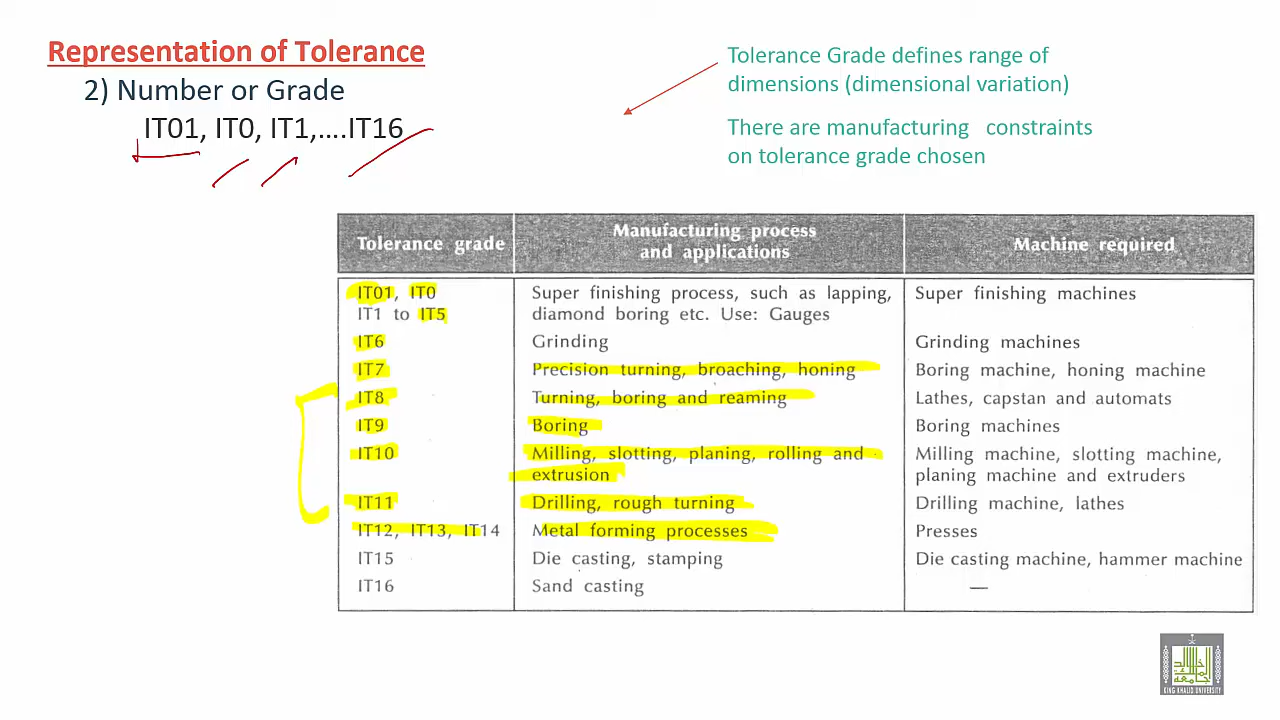 Representation of Tolerance
2) Number or Grade
IT01, IT0, IT1,....IT16
Tolerance Grade defines range of
dimensions (dimensional variation)
There are manufacturing constraints
on tolerance grade chosen
Tolerance grade
Manufacturing process
and applications
Machine required
IT01, IT0
IT1 to IT5
Super finishing process, such as lapping,
diamond boring etc. Use: Gauges
Super finishing machines
IT6
Grinding
Grinding machines
IT7
Precision turning, broaching, honing
Boring machine, honing machine
IT8
Turning, boring and reaming
Lathes, capstan and automats
IT9
Boring
Boring machines
IT10
Milling, slotting, planing, rolling and
extrusion
Milling machine, slotting machine,
planing machine and extruders
IT11
Drilling, rough turning
Drilling machine, lathes
IT12, IT13, IT14
Metal forming processes
Presses
IT15
Die casting, stamping
Die casting machine, hammer machine
IT16
Sand casting
—
KING KHALID UNIVERSITY